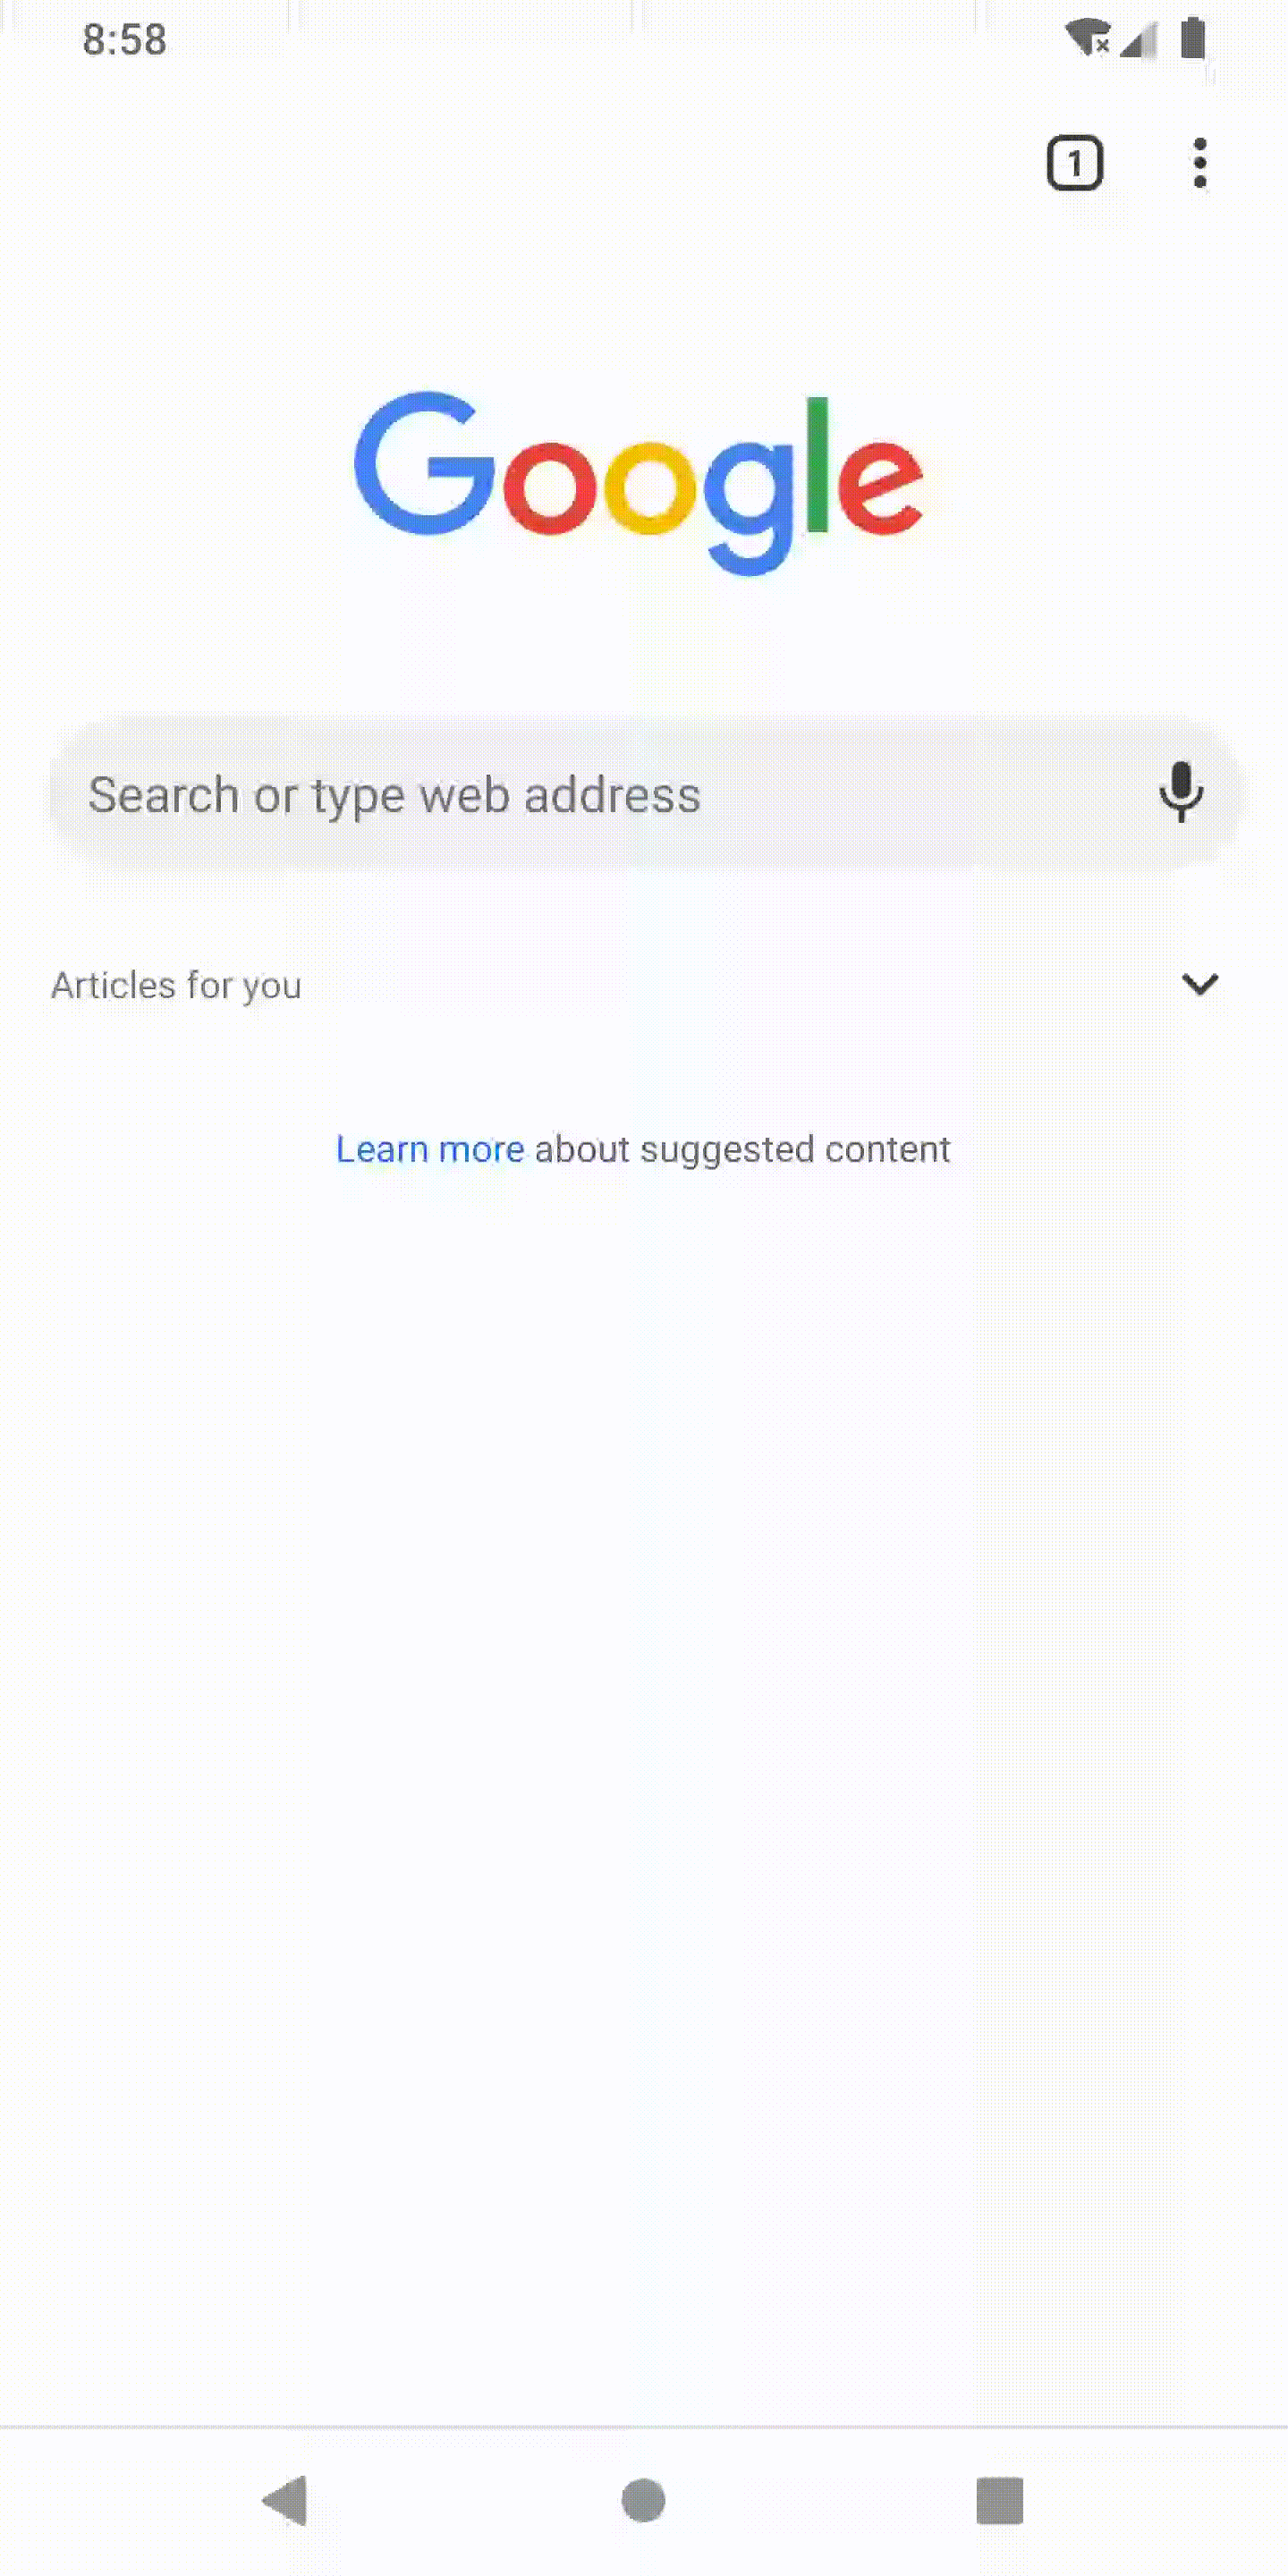 8:58
1
Google
Search or type web address
Articles for you
Learn more about suggested content